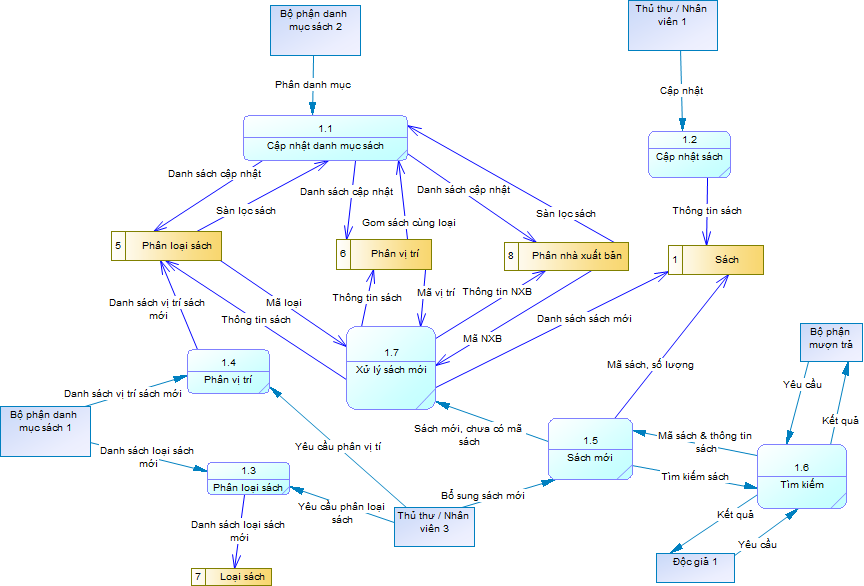 Bộ phận danh
mục sách 2
Thủ thư / Nhân
viên 1
Phân danh mục
Cập nhật
1.1
Cập nhật danh mục sách
1.2
Cập nhật sách
Danh sách cập nhật
Danh sách cập nhật
Danh sách cập nhật
Sàn lọc sách
Gom sách cùng loại
Sàn lọc sách
Thông tin sách
5 Phân loại sách
6 Phân vị trí
8 Phân nhà xuất bản
1 Sách
Danh sách vị trí sách
mới
Mã loại
Thông tin sách
Thông tin sách
Mã vị trí
Thông tin NXB
Danh sách sách mới
Mã NXB
1.4
Phân vị trí
1.7
Xử lý sách mới
Bộ phận
mượn trả
Mã sách, số lượng
Yêu cầu
Kết quả
Danh sách vị trí sách mới
Bộ phận danh
mục sách 1
Danh sách loại sách
mới
Yêu cầu phân vị tí
Sách mới, chưa có mã
sách
1.5
Sách mới
Mã sách & thông tin
sách
Tìm kiếm sách
1.6
Tìm kiếm
1.3
Phân loại sách
Yêu cầu phân loại
sách
Bổ sung sách mới
Thủ thư / Nhân
viên 3
Kết quả
Yêu cầu
Danh sách loại sách
mới
Độc giả 1
7 Loại sách